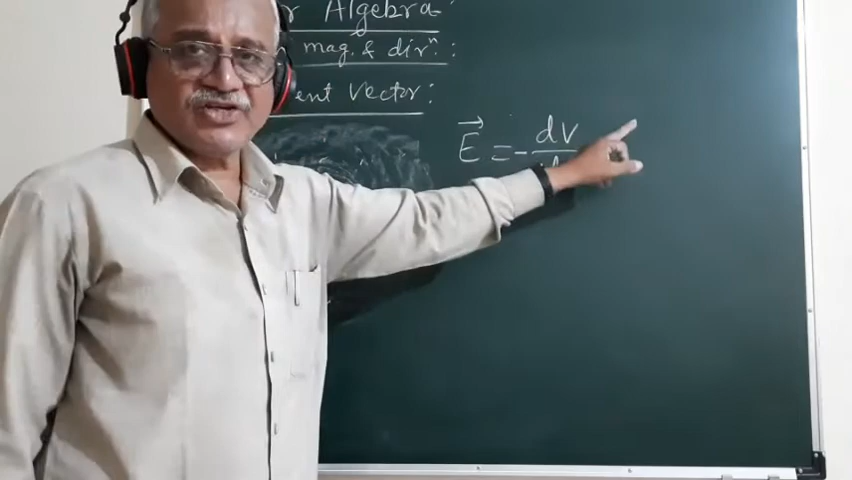 r Algebra
mag. & dirⁿ :
ent Vector:
E⃗ = - dV